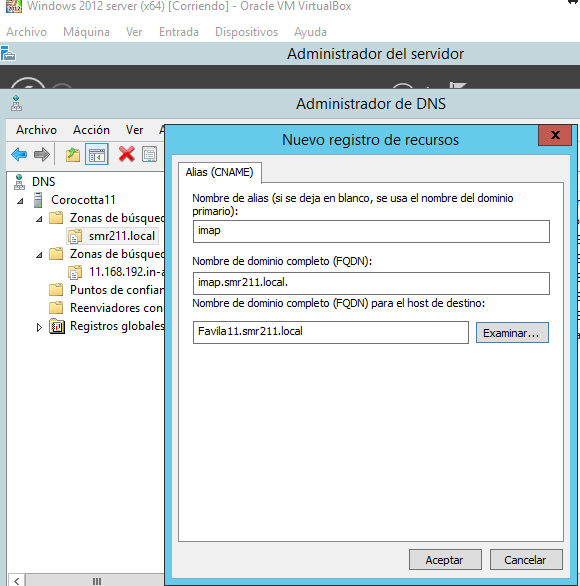 Windows 2012 server (x64) [Corriendo] - Oracle VM VirtualBox
Archivo Máquina Ver Entrada Dispositivos Ayuda
Administrador del servidor
Administrador de DNS
Archivo Acción Ver
Nuevo registro de recursos
x
DNS
Corocotta11
Zonas de búsqued
smr211.local
Zonas de búsqued
11.168.192.in-a
Puntos de confian
Reenviadores con
Registros globales
Alias (CNAME)
Nombre de alias (si se deja en blanco, se usa el nombre del dominio
primario):
imap
Nombre de dominio completo (FQDN):
imap.smr211.local.
Nombre de dominio completo (FQDN) para el host de destino:
Favila11.smr211.local
Examinar...
Aceptar Cancelar